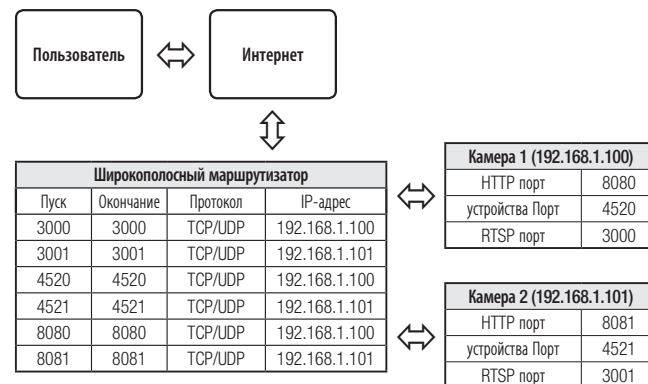 Пользователь
Интернет
Широкополосный маршрутизатор
Пуск Окончание Протокол IP-адрес
3000 3000 TCP/UDP 192.168.1.100
3001 3001 TCP/UDP 192.168.1.101
4520 4520 TCP/UDP 192.168.1.100
4521 4521 TCP/UDP 192.168.1.101
8080 8080 TCP/UDP 192.168.1.100
8081 8081 TCP/UDP 192.168.1.101
Камера 1 (192.168.1.100)
HTTP порт 8080
устройства Порт 4520
RTSP порт 3000
Камера 2 (192.168.1.101)
HTTP порт 8081
устройства Порт 4521
RTSP порт 3001